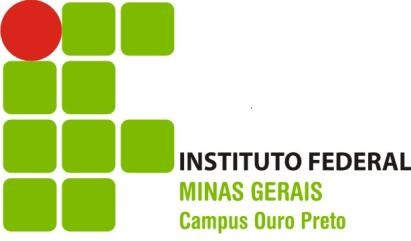 INSTITUTO FEDERAL
MINAS GERAIS
Campus Ouro Preto